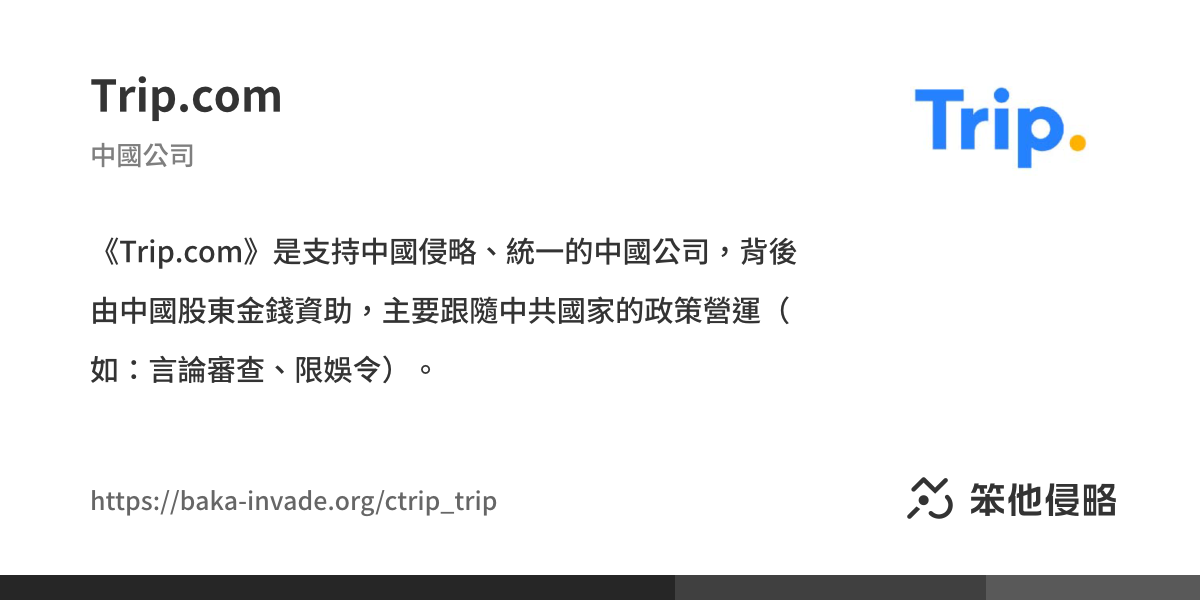 Trip.com
中國公司
Trip.
《Trip.com》是支持中國侵略、統一的中國公司，背後
由中國股東金錢資助，主要跟隨中共國家的政策營運（
如：言論審查、限娛令）。
https://baka-invade.org/ctrip_trip
笨他侵略